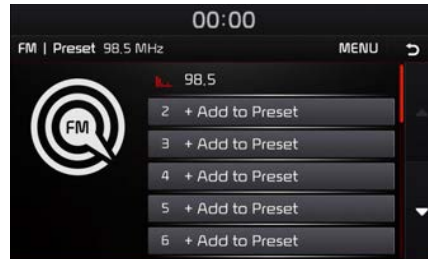 00:00
FM | Preset 98.5 MHz MENU
98.5
FM
2 + Add to Preset
3 + Add to Preset
4 + Add to Preset
5 + Add to Preset
6 + Add to Preset